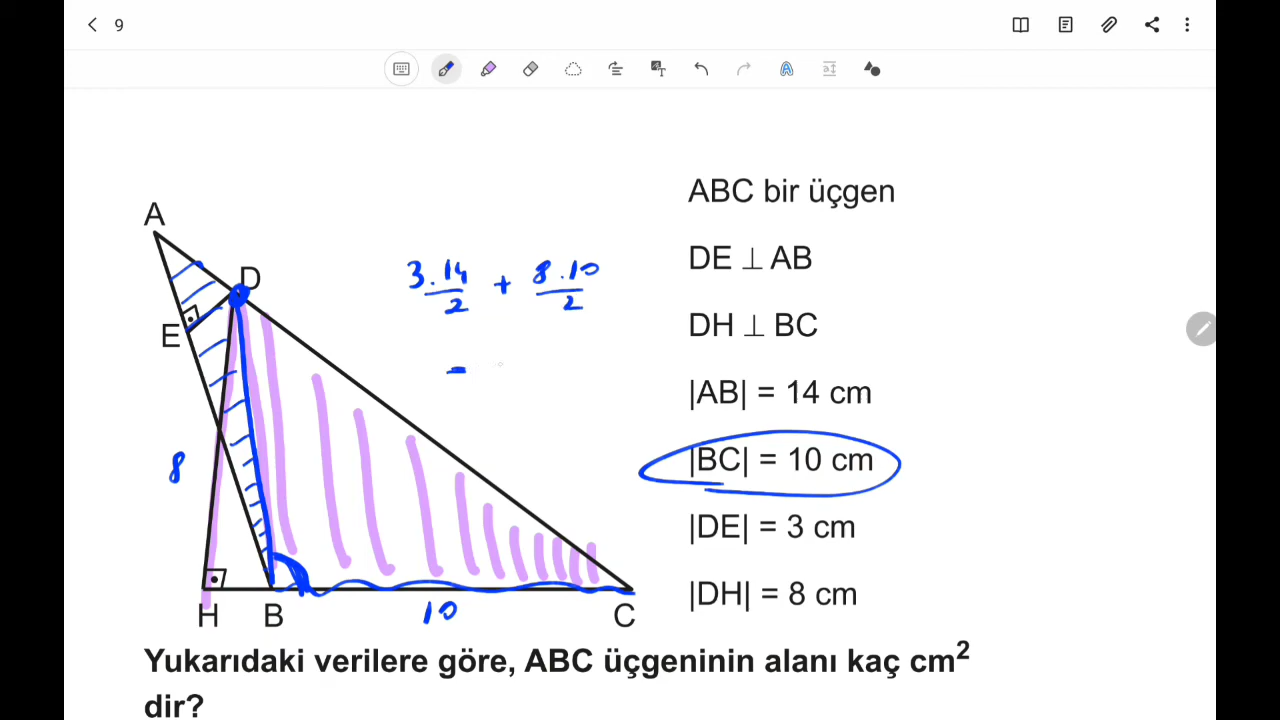 9
A
D
E
8
H
B
10
C
3.14/2 + 8.10/2
=
ABC bir üçgen
DE ⊥ AB
DH ⊥ BC
|AB| = 14 cm
|BC| = 10 cm
|DE| = 3 cm
|DH| = 8 cm
Yukarıdaki verilere göre, ABC üçgeninin alanı kaç cm²
dir?